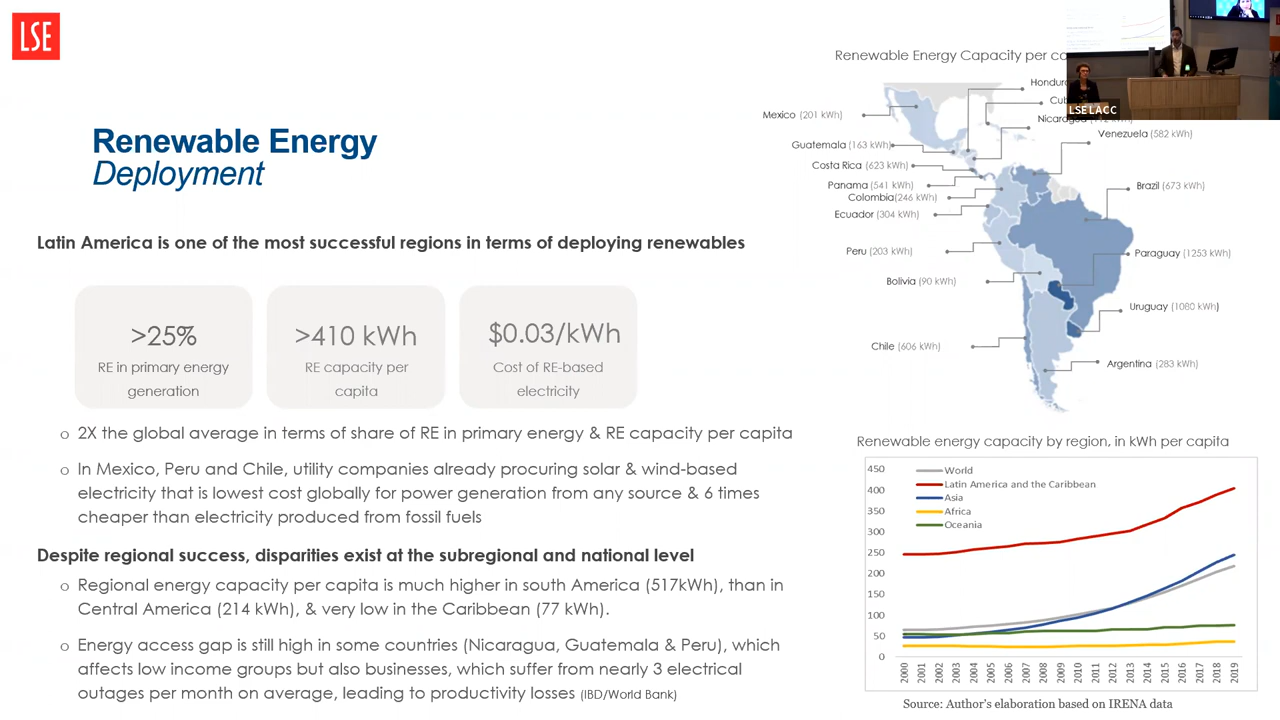 LSE
Renewable Energy
Deployment
Latin America is one of the most successful regions in terms of deploying renewables
>25%
RE in primary energy
generation
>410 kWh
RE capacity per
capita
$0.03/kWh
Cost of RE-based
electricity
o 2X the global average in terms of share of RE in primary energy & RE capacity per capita
o In Mexico, Peru and Chile, utility companies already procuring solar & wind-based
electricity that is lowest cost globally for power generation from any source & 6 times
cheaper than electricity produced from fossil fuels
Despite regional success, disparities exist at the subregional and national level
o Regional energy capacity per capita is much higher in south America (517kWh), than in
Central America (214 kWh), & very low in the Caribbean (77 kWh).
o Energy access gap is still high in some countries (Nicaragua, Guatemala & Peru), which
affects low income groups but also businesses, which suffer from nearly 3 electrical
outages per month on average, leading to productivity losses (IBD/World Bank)
Renewable Energy Capacity per
LSE LACC
Mexico (201 kWh)
Guatemala (163 kWh)
Costa Rica (623 kWh)
Panama (541 kWh)
Colombia(246 kWh)
Ecuador (304 kWh)
Peru (203 kWh)
Bolivia (90 kWh)
Chile (606 kWh)
Venezuela (582 kWh)
Brazil (673 kWh)
Paraguay (1253 kWh)
Uruguay (1080 kWh)
Argentina (283 kWh)
Renewable energy capacity by region, in kWh per capita
450
400
350
300
250
200
150
100
50
0
World
Latin America and the Caribbean
Asia
Africa
Oceania
2000 2001 2002 2003 2004 2005 2006 2007 2008 2009 2010 2011 2012 2013 2014 2015 2016 2017 2018 2019
Source: Author's elaboration based on IRENA data